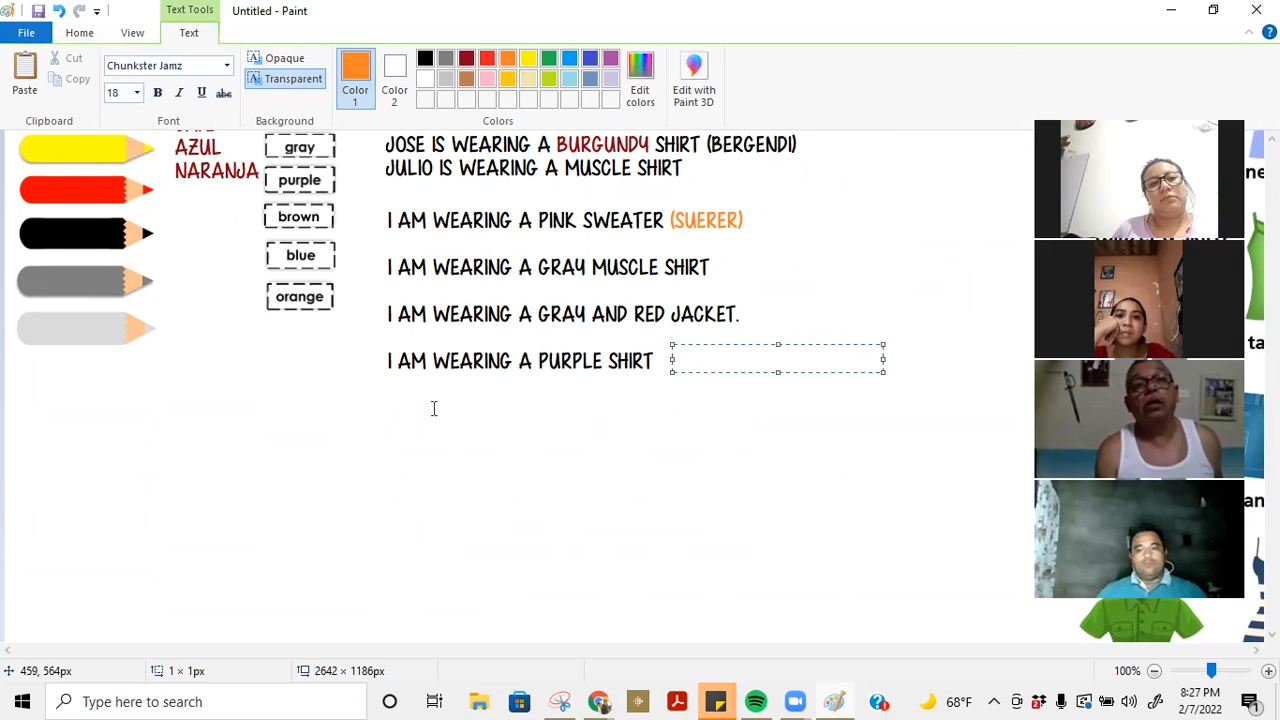 Untitled - Paint
Text Tools
File
Home
View
Text
Paste
Cut
Copy
Clipboard
Chunkster Jamz
18
B I U abc
Font
Opaque
Transparent
Background
Color 1
Color 2
Edit colors
Colors
Edit with Paint 3D
AZUL
NARANJA
gray
purple
brown
blue
orange
JOSE IS WEARING A BURGUNDY SHIRT (BERGENDI)
JULIO IS WEARING A MUSCLE SHIRT
I AM WEARING A PINK SWEATER (SUERER)
I AM WEARING A GRAY MUSCLE SHIRT
I AM WEARING A GRAY AND RED JACKET.
I AM WEARING A PURPLE SHIRT
459, 564px
1 × 1px
2642 × 1186px
100%
Type here to search
68°F
8:27 PM
2/7/2022